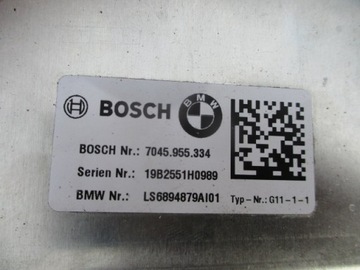 BOSCH BMW
BOSCH Nr.: 7045.955.334
Serien Nr.: 19B2551H0989
BMW Nr.: LS6894879AI01 Typ-Nr.: G11-1-1